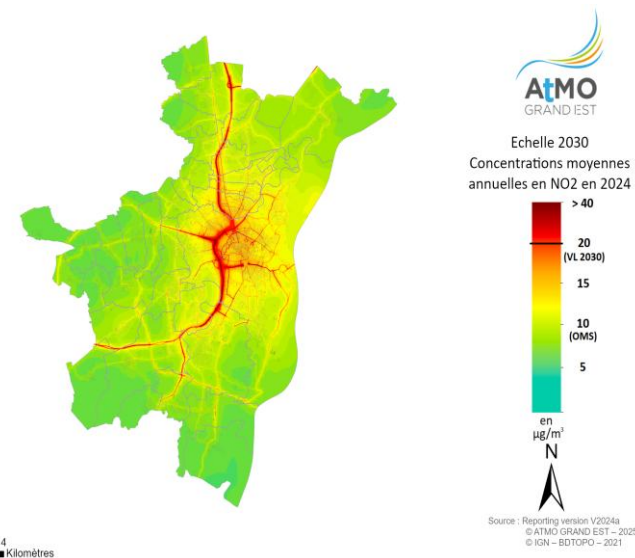 AtMO
GRAND EST
Echelle 2030
Concentrations moyennes
annuelles en NO2 en 2024
> 40
20
(VL 2030)
15
10
(OMS)
5
en
µg/m³
N
Source : Reporting version V2024a
© ATMO GRAND EST – 2025
© IGN – BDTOPO – 2021
4
Kilomètres